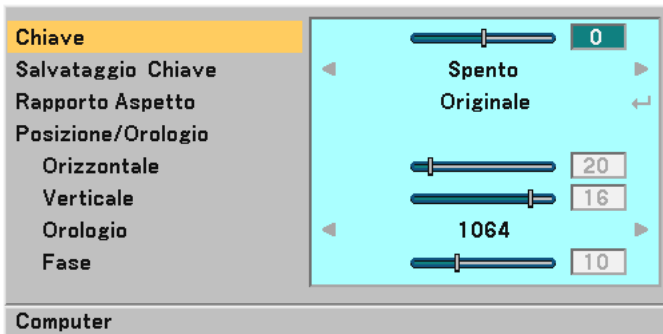 Chiave 0
Salvataggio Chiave Spento
Rapporto Aspetto Originale
Posizione/Orologio
Orizzontale 20
Verticale 16
Orologio 1064
Fase 10
Computer